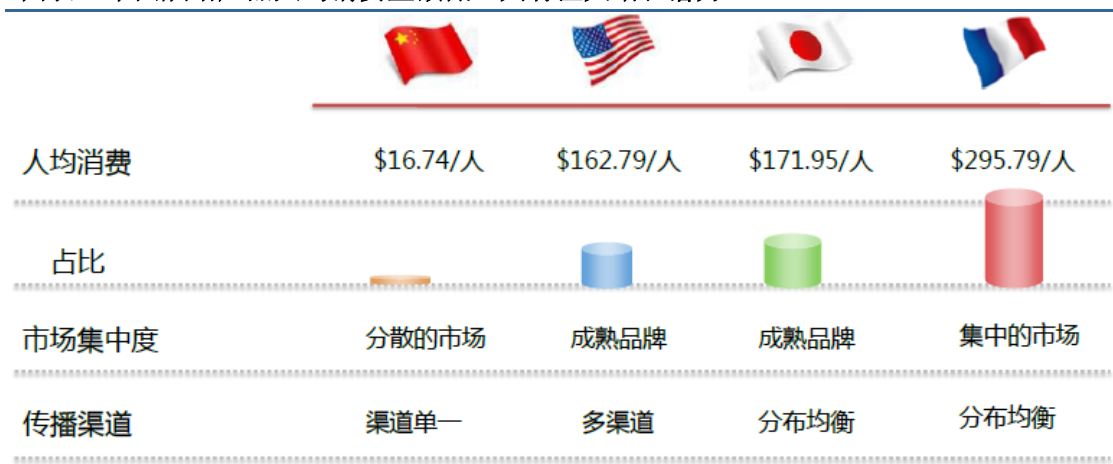 人均消费 $16.74/人 $162.79/人 $171.95/人 $295.79/人
占比
市场集中度 分散的市场 成熟品牌 成熟品牌 集中的市场
传播渠道 渠道单一 多渠道 分布均衡 分布均衡